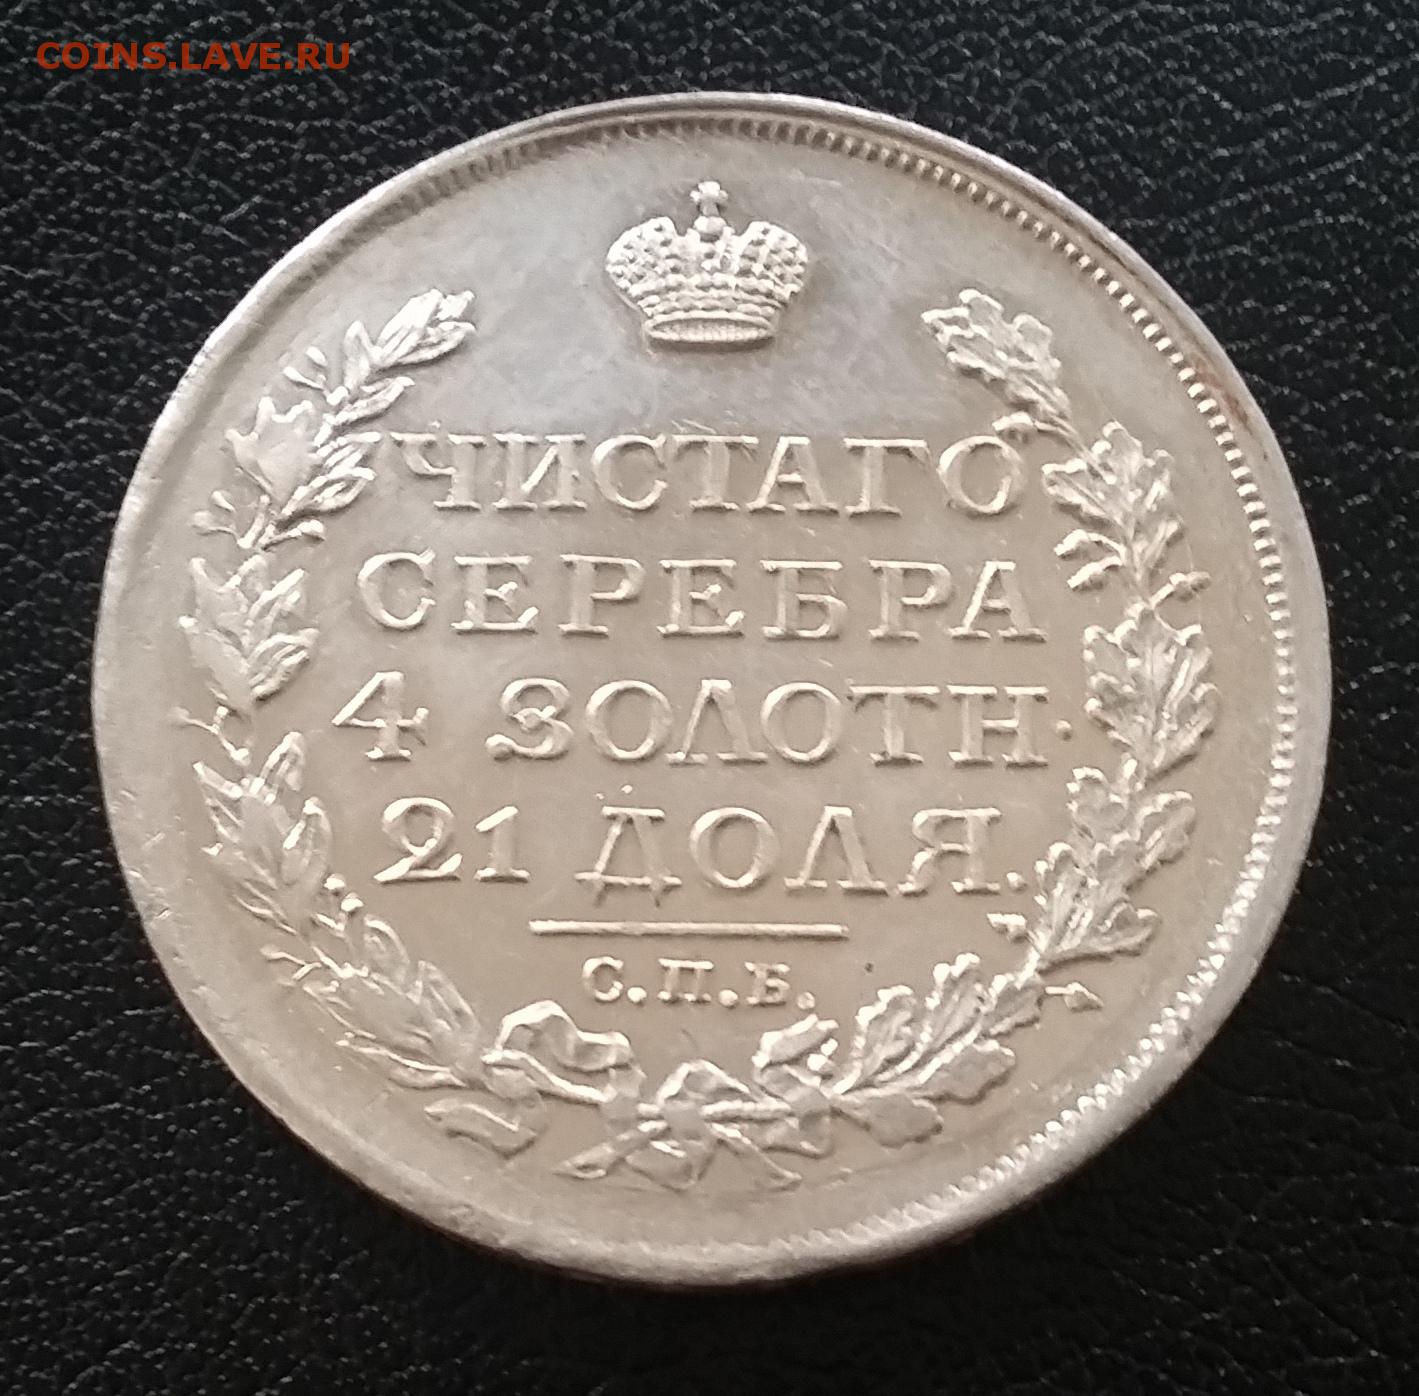 COINS.LAVE.RU
ЧИСТАГО
СЕРЕБРА
4 ЗОЛОТН.
21 ДОЛЯ.
С.П.Б.